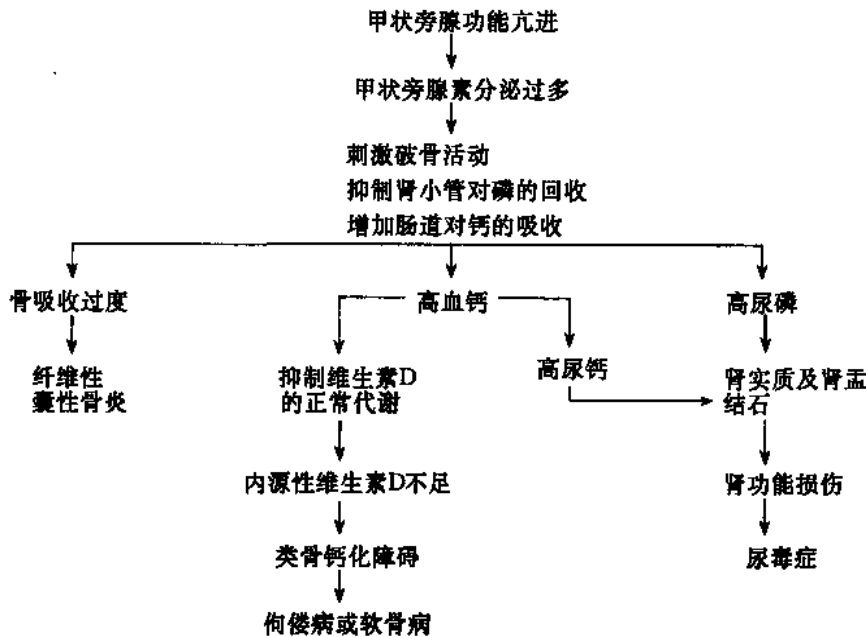 甲状旁腺功能亢进
甲状旁腺素分泌过多
刺激破骨活动
抑制肾小管对磷的回收
增加肠道对钙的吸收
骨吸收过度
高血钙
高尿磷
纤维性
囊性骨炎
抑制维生素D
的正常代谢
高尿钙
肾实质及肾盂
结石
内源性维生素D不足
肾功能损伤
类骨钙化障碍
尿毒症
佝偻病或软骨病